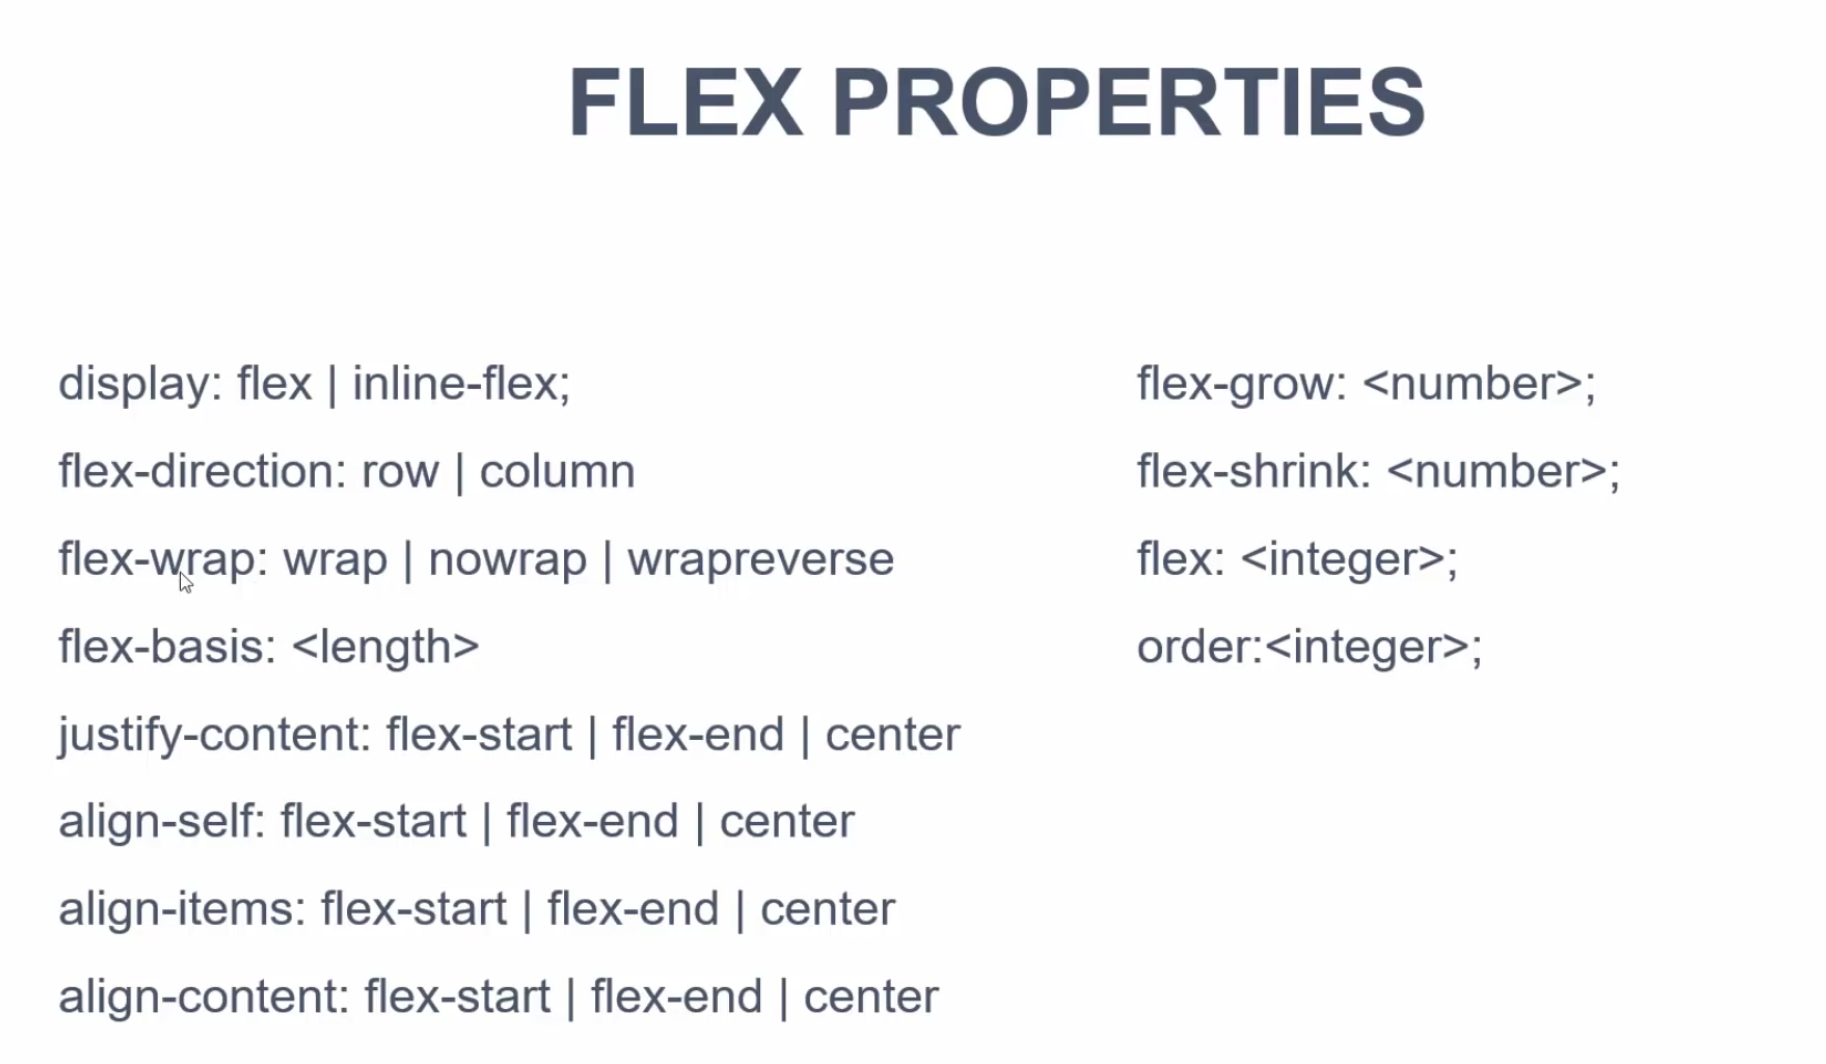 FLEX PROPERTIES
display: flex | inline-flex;
flex-direction: row | column
flex-wrap: wrap | nowrap | wrapreverse
flex-basis: <length>
justify-content: flex-start | flex-end | center
align-self: flex-start | flex-end | center
align-items: flex-start | flex-end | center
align-content: flex-start | flex-end | center
flex-grow: <number>;
flex-shrink: <number>;
flex: <integer>;
order:<integer>;